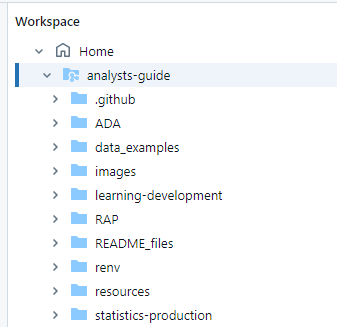 Workspace
Home
analysts-guide
.github
ADA
data_examples
images
learning-development
RAP
README_files
renv
resources
statistics-production